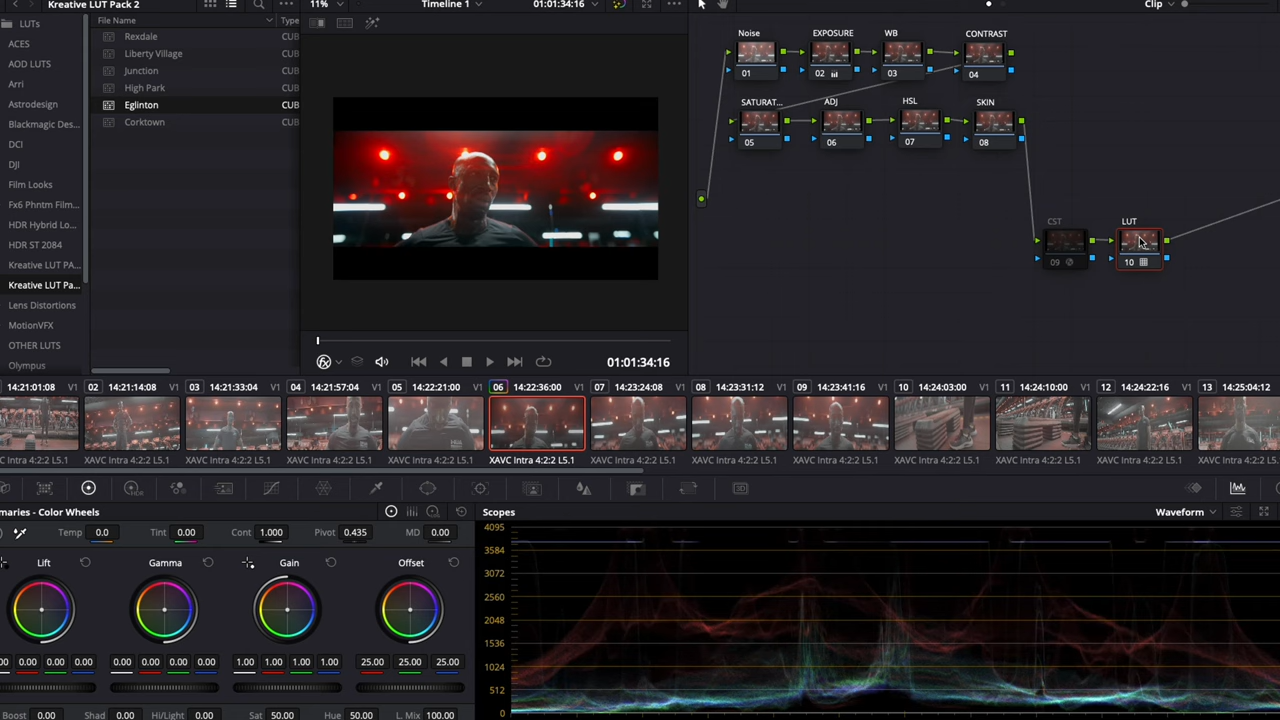 Kreative LUT Pack 2
11%
Timeline 1
01:01:34:16
Clip
LUTs
ACES
AOD LUTS
Arri
Astrodesign
Blackmagic Des...
DCI
DJI
Film Looks
Fx6 Phntm Film...
HDR Hybrid Lo...
HDR ST 2084
Kreative LUT PA...
Kreative LUT Pa...
Lens Distortions
MotionVFX
OTHER LUTS
Olympus
File Name Type
Rexdale CUB
Liberty Village CUB
Junction CUB
High Park CUB
Eglinton CUB
Corktown CUB
Noise EXPOSURE WB CONTRAST
01 02 03 04
SATURAT... ADJ HSL SKIN
05 06 07 08
CST LUT
09 10
01:01:34:16
14:21:01:08 V1 02 14:21:14:08 V1 03 14:21:33:04 V1 04 14:21:57:04 V1 05 14:22:21:00 V1 06 14:22:36:00 V1 07 14:23:24:08 V1 08 14:23:31:12 V1 09 14:23:41:16 V1 10 14:24:03:00 V1 11 14:24:10:00 V1 12 14:24:22:16 V1 13 14:25:04:12
XAVC Intra 4:2:2 L5.1 XAVC Intra 4:2:2 L5.1 XAVC Intra 4:2:2 L5.1 XAVC Intra 4:2:2 L5.1 XAVC Intra 4:2:2 L5.1 XAVC Intra 4:2:2 L5.1 XAVC Intra 4:2:2 L5.1 XAVC Intra 4:2:2 L5.1 XAVC Intra 4:2:2 L5.1 XAVC Intra 4:2:2 L5.1 XAVC Intra 4:2:2 L5.1 XAVC Intra 4:2:2 L5.1 XAVC Intra 4:2:2 L5.1
maries - Color Wheels
Temp 0.0 Tint 0.00 Cont 1.000 Pivot 0.435 MD 0.00
Lift Gamma Gain Offset
00 0.00 0.00 0.00 0.00 0.00 0.00 0.00 1.00 1.00 1.00 1.00 25.00 25.00 25.00
Boost 0.00 Shad 0.00 Hi/Light 0.00 Sat 50.00 Hue 50.00 L. Mix 100.00
Scopes
Waveform
4095
3584
3072
2560
2048
1536
1024
512
0